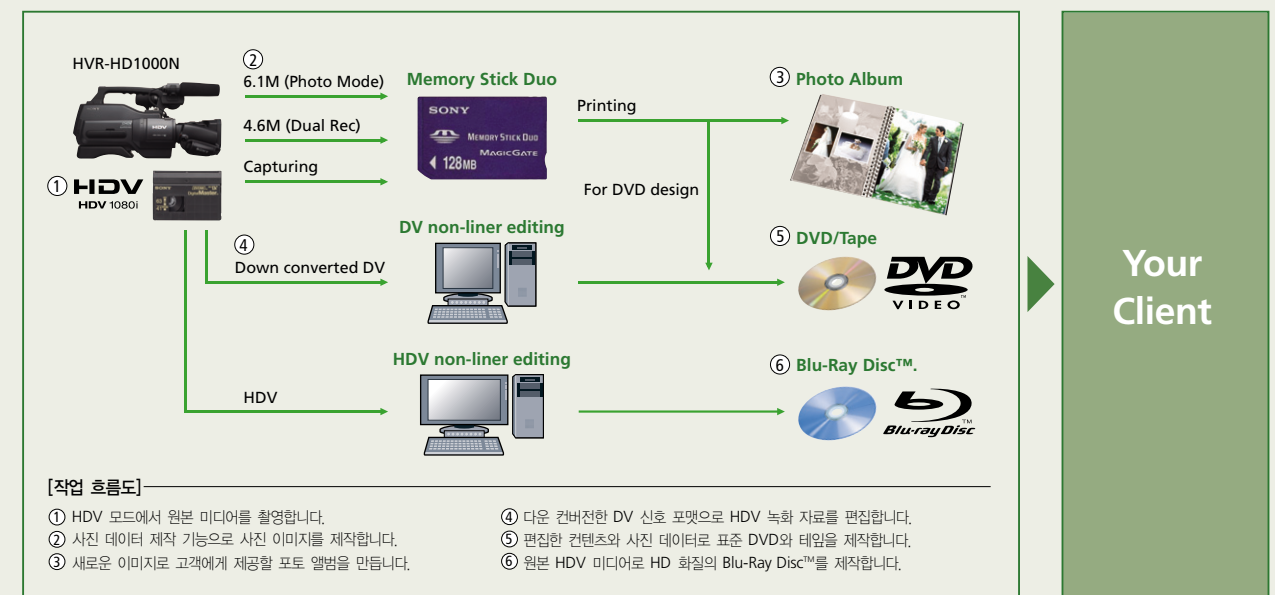 HVR-HD1000N
②
6.1M (Photo Mode)
4.6M (Dual Rec)
Capturing
① HDV
HDV 1080i
Memory Stick Duo
SONY
MEMORY STICK DUO
MAGICGATE
128MB
Printing
For DVD design
③ Photo Album
④
Down converted DV
DV non-liner editing
⑤ DVD/Tape
DVD
VIDEO
HDV
HDV non-liner editing
⑥ Blu-Ray Disc™.
Blu-ray Disc
Your
Client
[작업 흐름도]
① HDV 모드에서 원본 미디어를 촬영합니다.
② 사진 데이터 제작 기능으로 사진 이미지를 제작합니다.
③ 새로운 이미지로 고객에게 제공할 포토 앨범을 만듭니다.
④ 다운 컨버전한 DV 신호 포맷으로 HDV 녹화 자료를 편집합니다.
⑤ 편집한 컨텐츠와 사진 데이터로 표준 DVD와 테잎을 제작합니다.
⑥ 원본 HDV 미디어로 HD 화질의 Blu-Ray Disc™를 제작합니다.